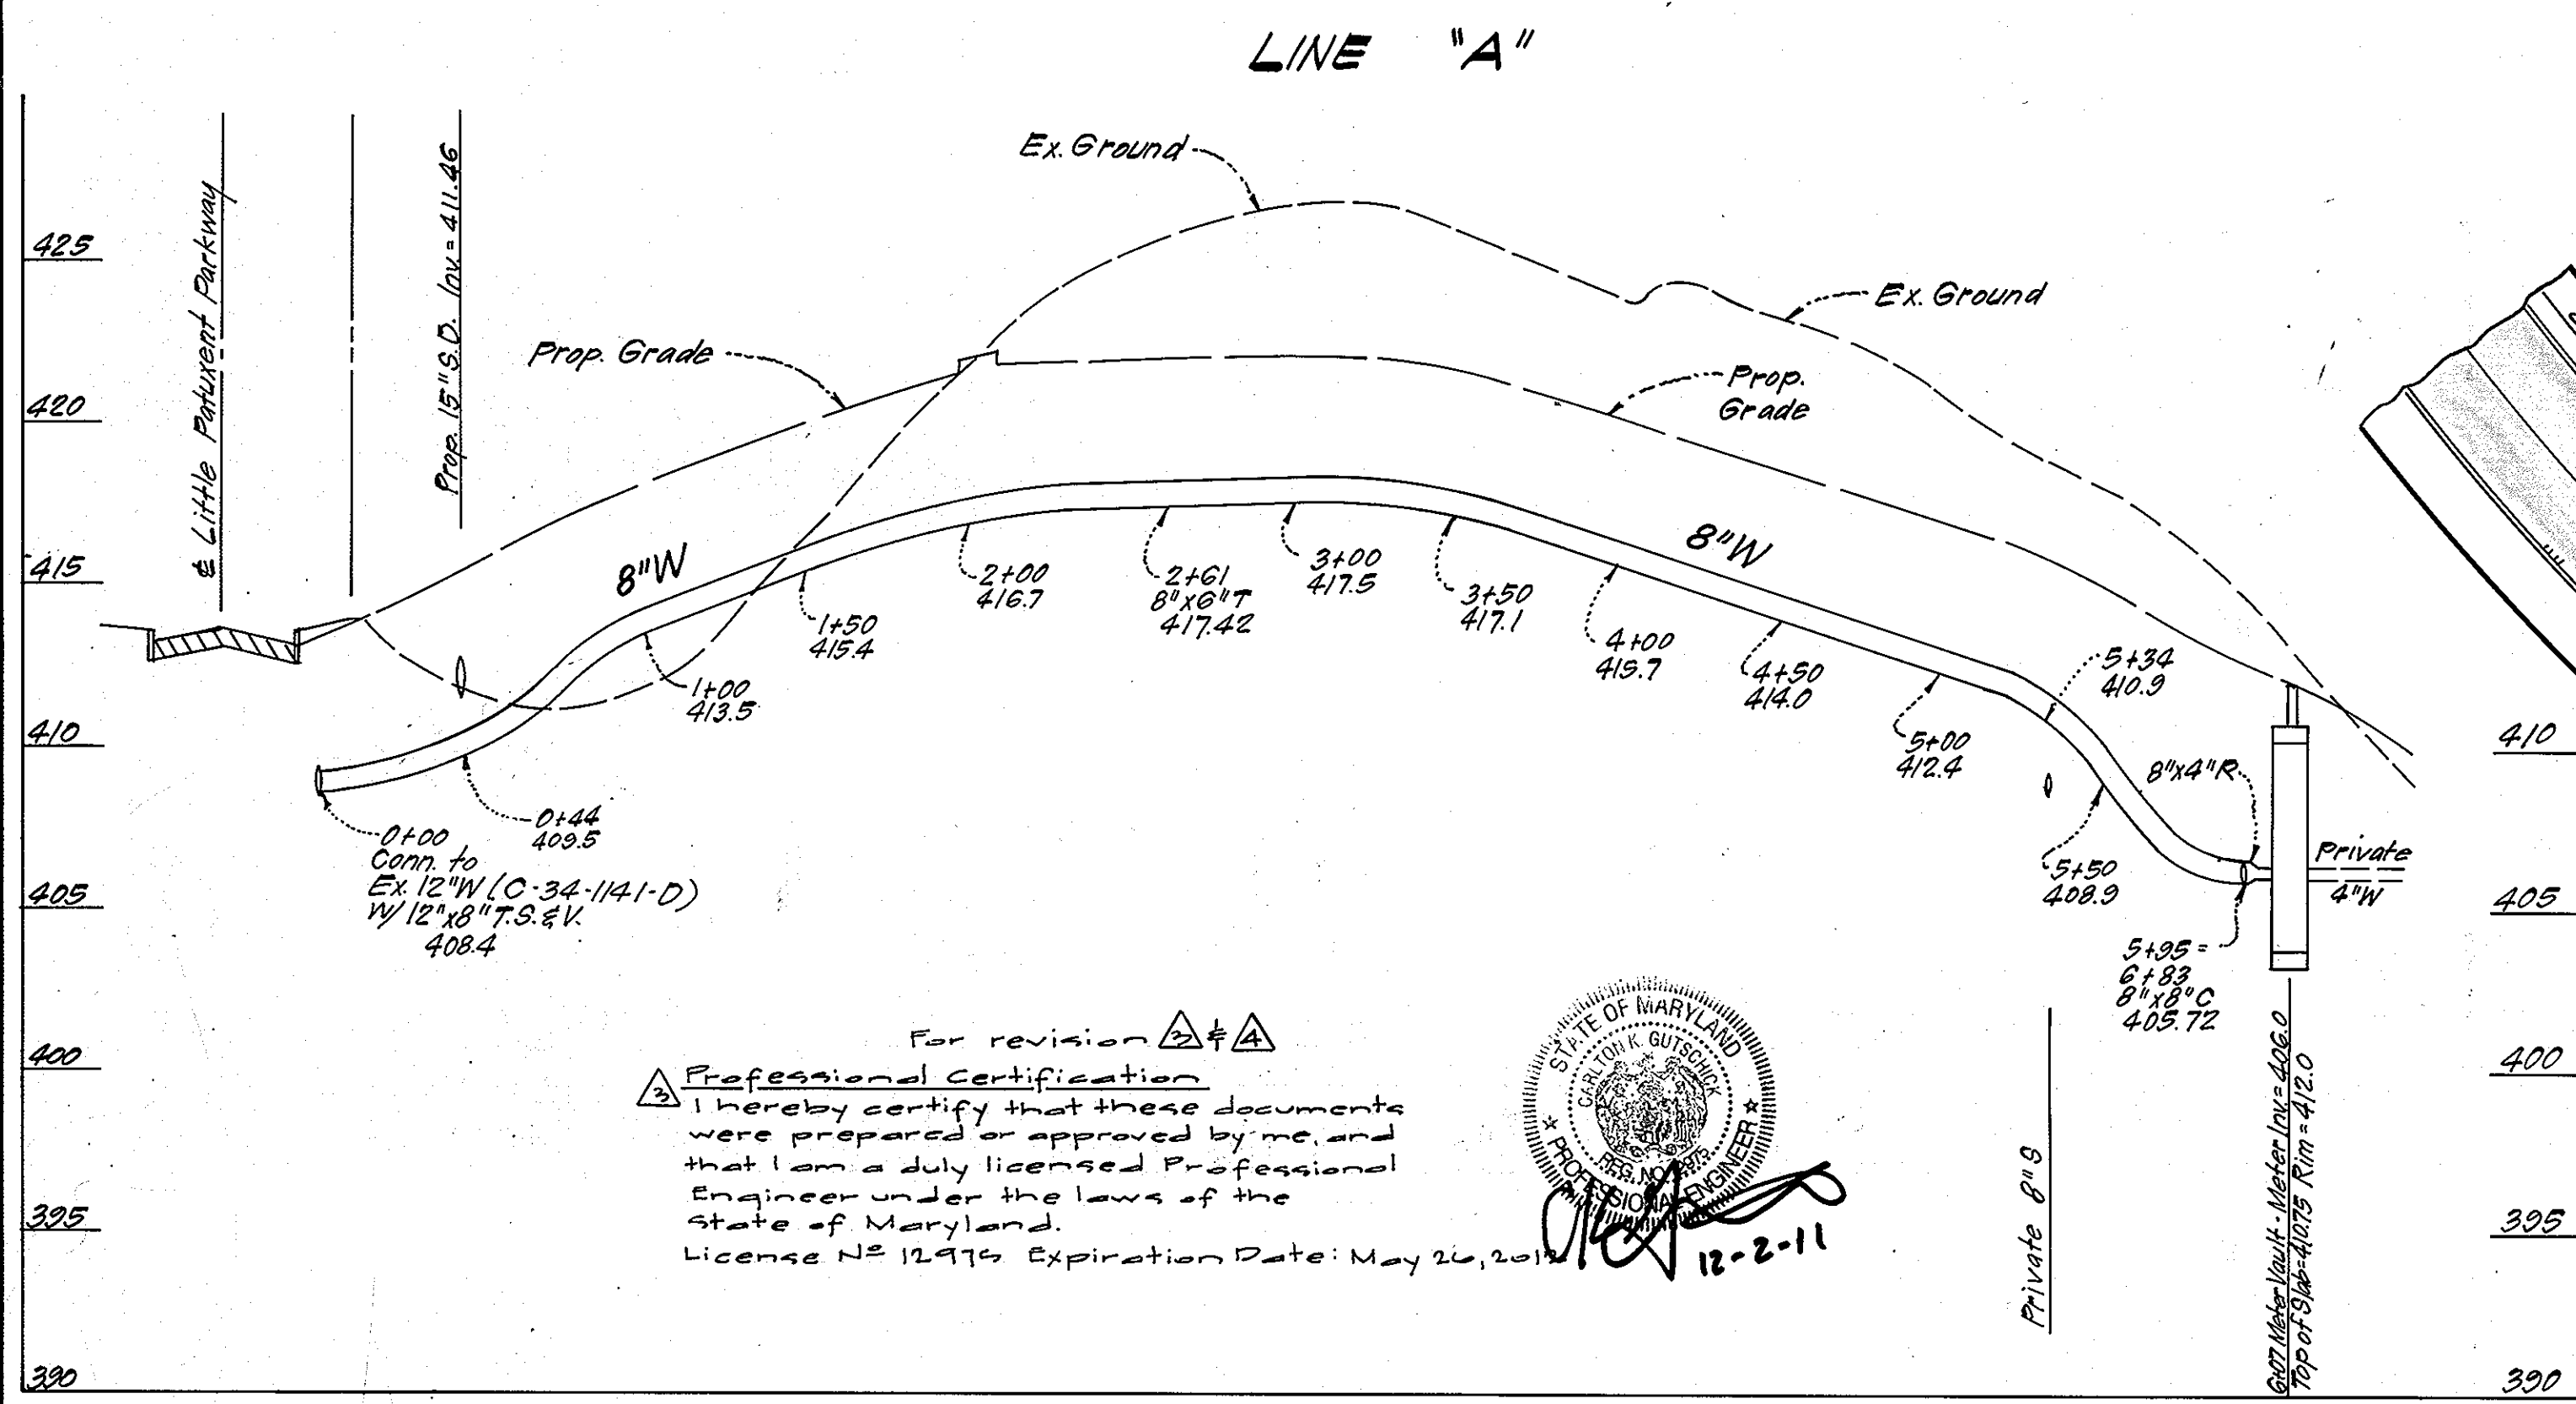 LINE "A"
Ex. Ground
Ex. Ground
Prop. Grade
Prop.
Grade
℄ Little Patuxent Parkway
Prop. 15" S.D. Inv. = 411.46
425
420
415
410
405
400
395
390
8"W
8"W
0+00
Conn. to
Ex. 12"W (C-34-1141-D)
W/ 12"x8" T.S.&V.
408.4
0+44
409.5
1+00
413.5
1+50
415.4
2+00
416.7
2+61
8"x6"T
417.42
3+00
417.5
3+50
417.1
4+00
415.7
4+50
414.0
5+00
412.4
5+34
410.9
5+50
408.9
8"x4"R
5+95 =
6+83
8"x8"C
405.72
Private
4"W
Private 8"S
6+07 Meter Vault - Meter Inv. = 406.0
Top of Slab = 410.75 Rim = 412.0
410
405
400
395
390
For revision 3 & 4
3 Professional Certification
I hereby certify that these documents
were prepared or approved by me, and
that I am a duly licensed Professional
Engineer under the laws of the
State of Maryland.
License No 12975 Expiration Date: May 26, 201
STATE OF MARYLAND
CARLTON K. GUTSCHICK
REG. NO. 12975
PROFESSIONAL ENGINEER
12-2-11